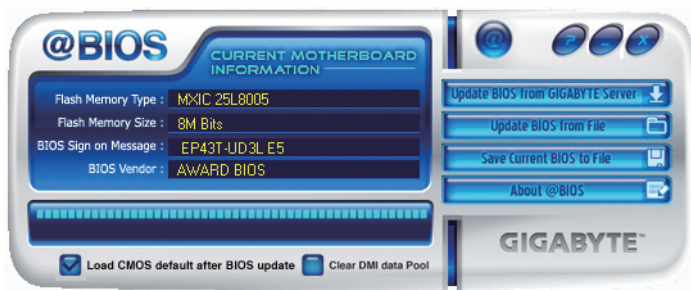 @BIOS
CURRENT MOTHERBOARD
INFORMATION
Flash Memory Type : MXIC 25L8005
Flash Memory Size : 8M Bits
BIOS Sign on Message : EP43T-UD3L E5
BIOS Vendor : AWARD BIOS
Load CMOS default after BIOS update Clear DMI data Pool
@ ? - X
Update BIOS from GIGABYTE Server
Update BIOS from File
Save Current BIOS to File
About @BIOS
GIGABYTE™